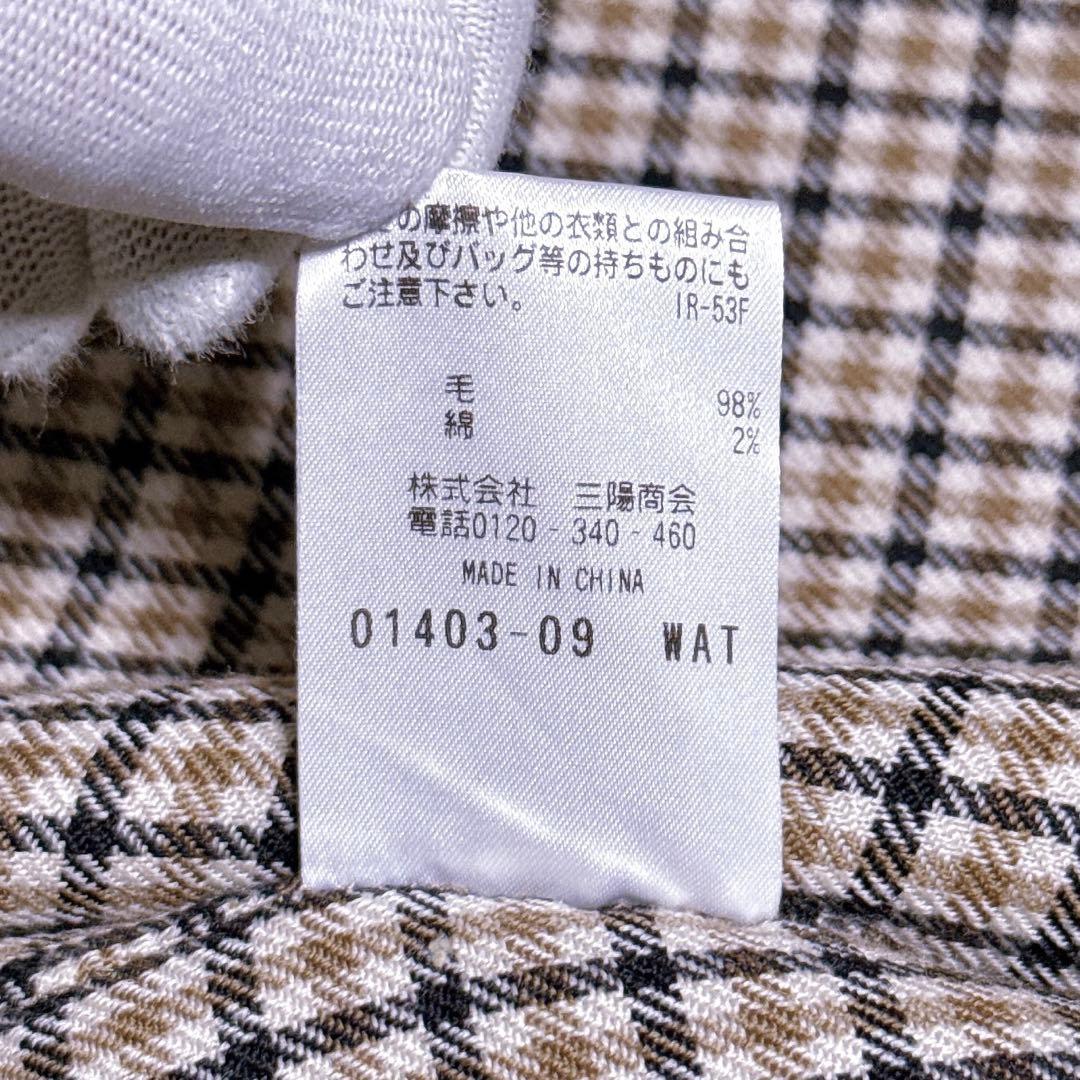 の摩擦や他の衣類との組み合
わせ及びバッグ等の持ちものにも
ご注意下さい。 IR-53F
毛 98%
綿 2%
株式会社 三陽商会
電話0120-340-460
MADE IN CHINA
01403-09 WAT